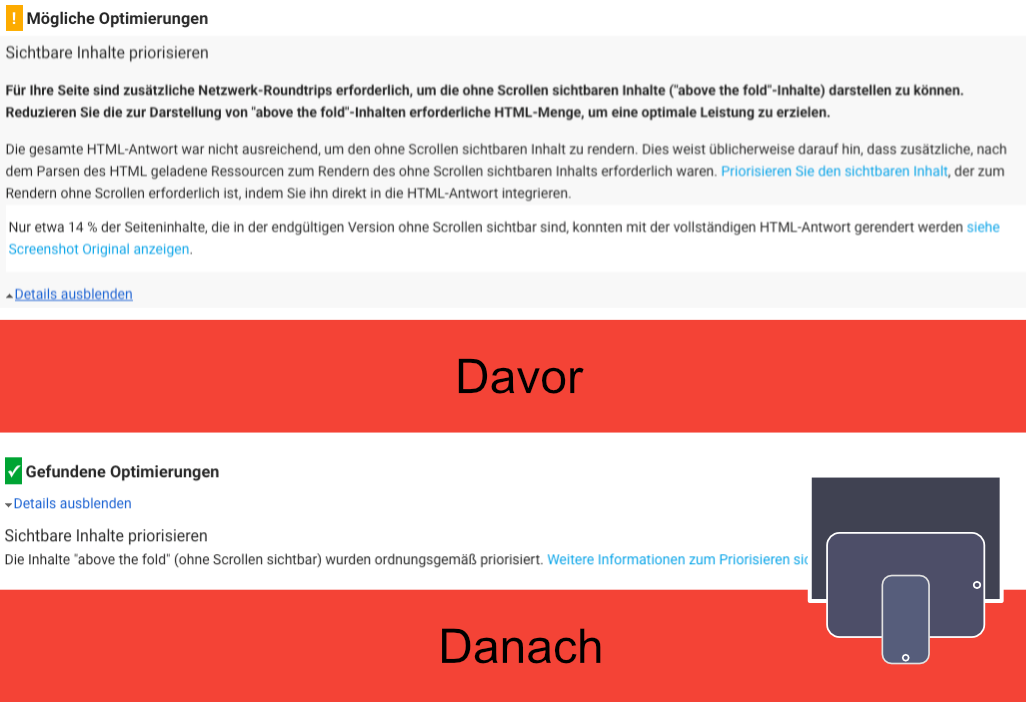 ! Mögliche Optimierungen
Sichtbare Inhalte priorisieren
Für Ihre Seite sind zusätzliche Netzwerk-Roundtrips erforderlich, um die ohne Scrollen sichtbaren Inhalte ("above the fold"-Inhalte) darstellen zu können.
Reduzieren Sie die zur Darstellung von "above the fold"-Inhalten erforderliche HTML-Menge, um eine optimale Leistung zu erzielen.
Die gesamte HTML-Antwort war nicht ausreichend, um den ohne Scrollen sichtbaren Inhalt zu rendern. Dies weist üblicherweise darauf hin, dass zusätzliche, nach
dem Parsen des HTML geladene Ressourcen zum Rendern des ohne Scrollen sichtbaren Inhalts erforderlich waren. Priorisieren Sie den sichtbaren Inhalt, der zum
Rendern ohne Scrollen erforderlich ist, indem Sie ihn direkt in die HTML-Antwort integrieren.
Nur etwa 14 % der Seiteninhalte, die in der endgültigen Version ohne Scrollen sichtbar sind, konnten mit der vollständigen HTML-Antwort gerendert werden siehe
Screenshot Original anzeigen.
Details ausblenden
Davor
Gefundene Optimierungen
Details ausblenden
Sichtbare Inhalte priorisieren
Die Inhalte "above the fold" (ohne Scrollen sichtbar) wurden ordnungsgemäß priorisiert. Weitere Informationen zum Priorisieren
Danach